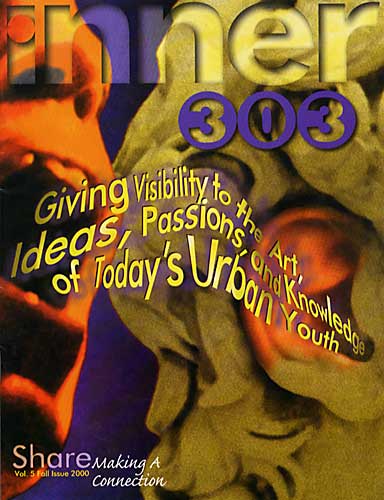 inner
303
Giving Visibility to the Art,
Ideas, Passions, and Knowledge
of Today's Urban Youth
Share Making A
Vol. 5 Fall Issue 2000 Connection